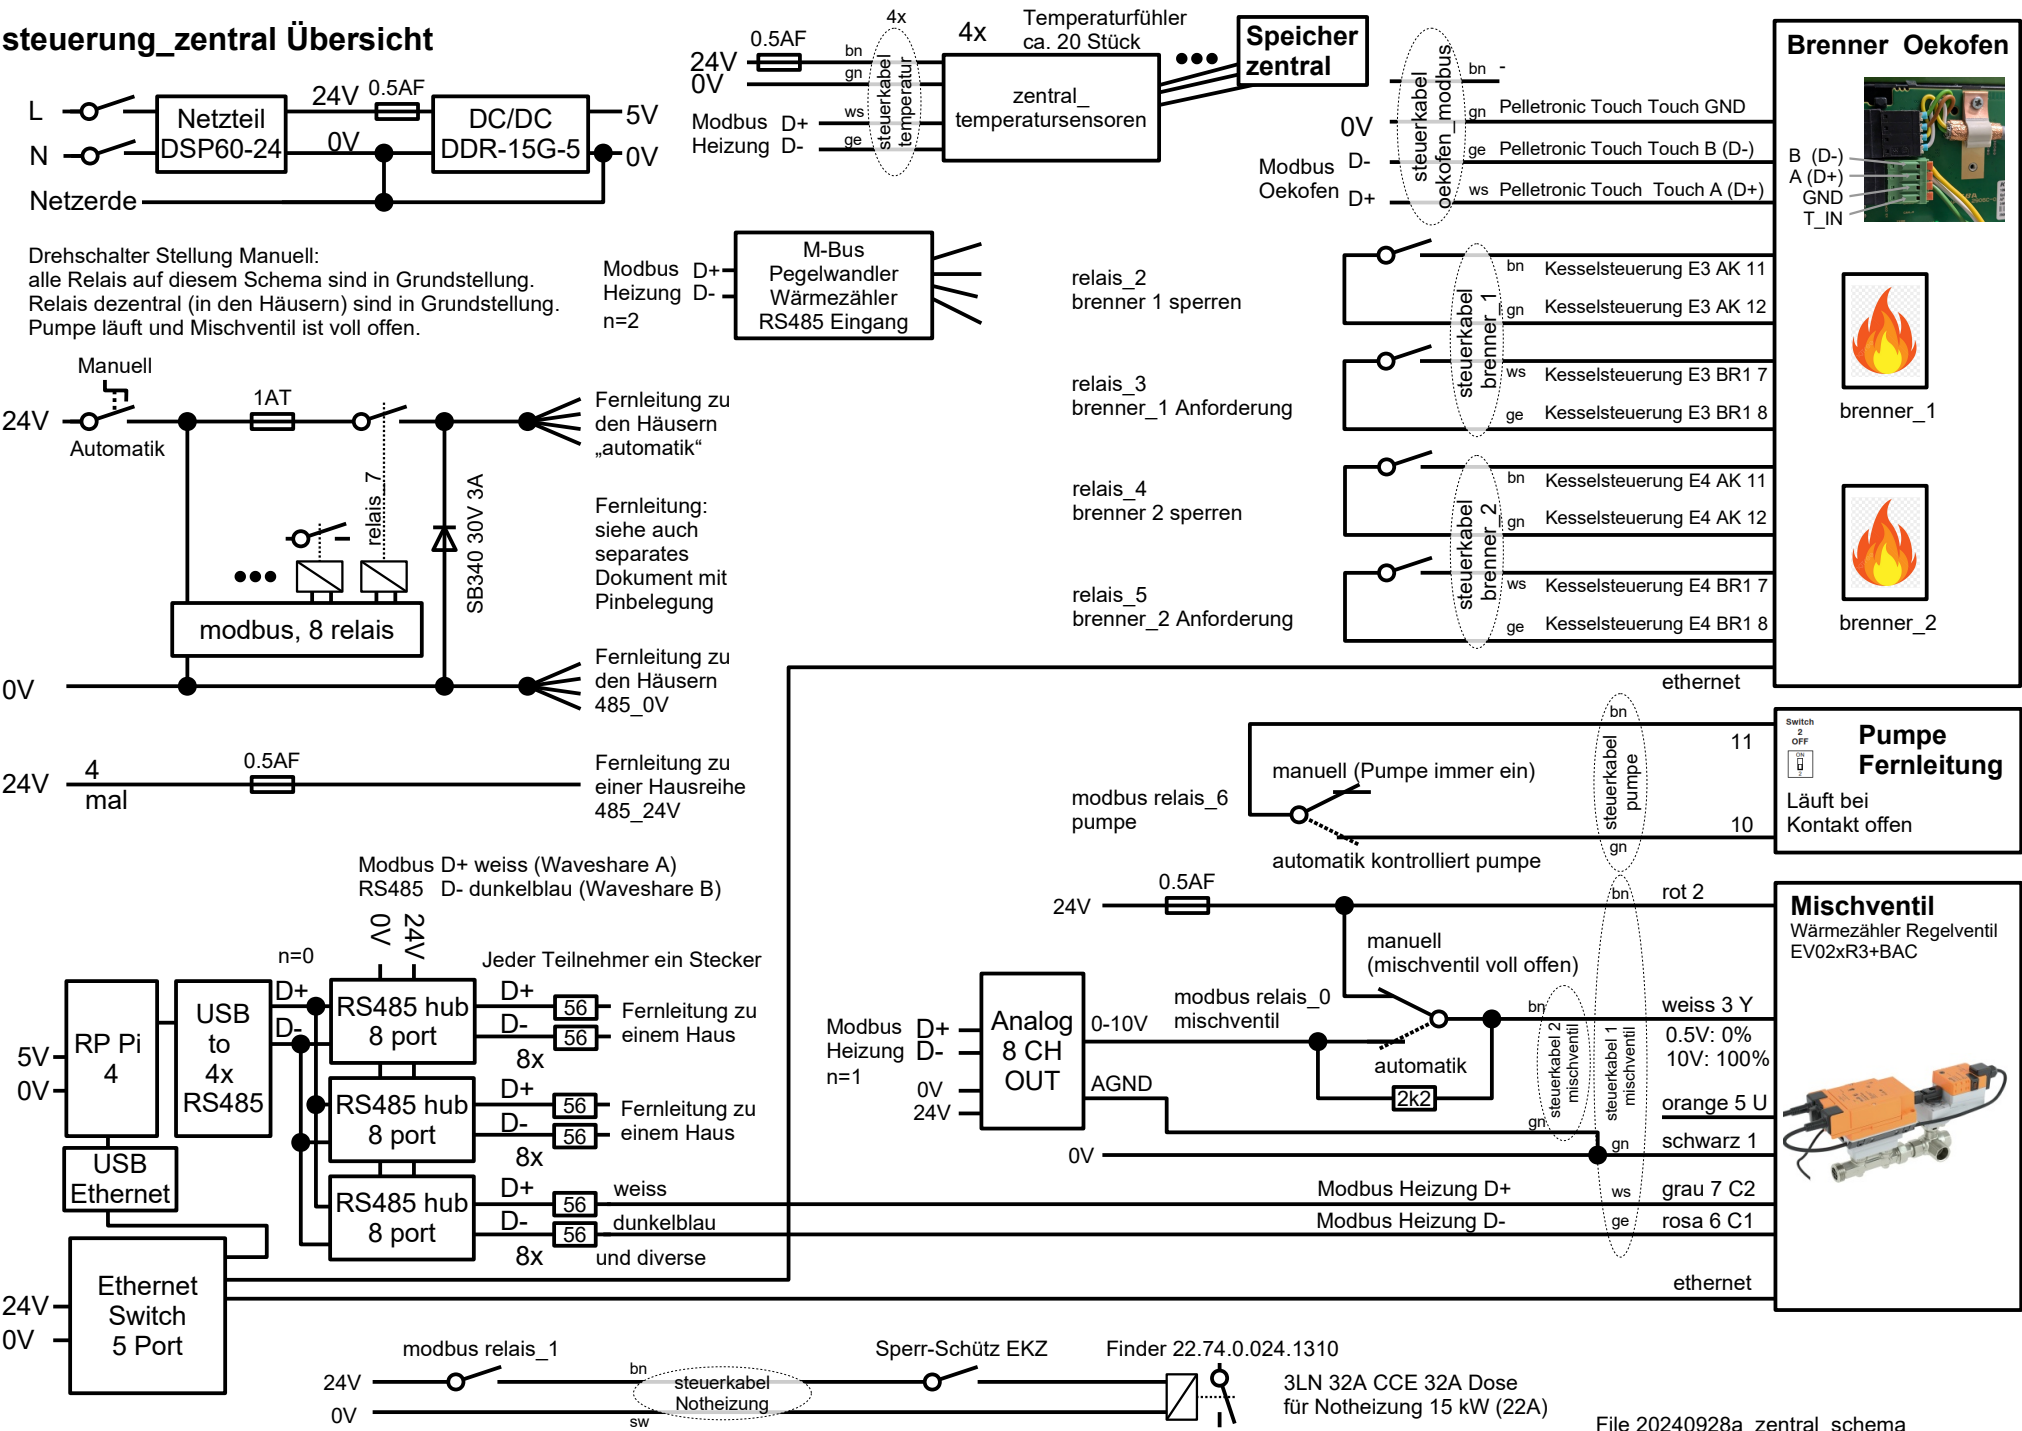 steuerung_zentral Übersicht
L
N
Netzerde
Netzteil
DSP60-24
24V
0V
0.5AF
DC/DC
DDR-15G-5
5V
0V
Drehschalter Stellung Manuell:
alle Relais auf diesem Schema sind in Grundstellung.
Relais dezentral (in den Häusern) sind in Grundstellung.
Pumpe läuft und Mischventil ist voll offen.
24V
0V
0.5AF
4x
bn
gn
ws
ge
steuerkabel
temperatur
Modbus D+
Heizung D-
4x
Temperaturfühler
ca. 20 Stück
zentral_
temperatursensoren
Speicher
zentral
Modbus D+
Heizung D-
n=2
M-Bus
Pegelwandler
Wärmezähler
RS485 Eingang
0V
Modbus D-
Oekofen D+
steuerkabel
oekofen_modbus
bn -
gn Pelletronic Touch Touch GND
ge Pelletronic Touch Touch B (D-)
ws Pelletronic Touch Touch A (D+)
Brenner Oekofen
B (D-)
A (D+)
GND
T_IN
relais_2
brenner 1 sperren
relais_3
brenner_1 Anforderung
relais_4
brenner 2 sperren
relais_5
brenner_2 Anforderung
steuerkabel
brenner_1
bn Kesselsteuerung E3 AK 11
gn Kesselsteuerung E3 AK 12
ws Kesselsteuerung E3 BR1 7
ge Kesselsteuerung E3 BR1 8
steuerkabel
brenner_2
bn Kesselsteuerung E4 AK 11
gn Kesselsteuerung E4 AK 12
ws Kesselsteuerung E4 BR1 7
ge Kesselsteuerung E4 BR1 8
brenner_1
brenner_2
ethernet
Manuell
24V
Automatik
1AT
relais_7
SB340 30V 3A
modbus, 8 relais
0V
Fernleitung zu
den Häusern
„automatik“
Fernleitung:
siehe auch
separates
Dokument mit
Pinbelegung
Fernleitung zu
den Häusern
485_0V
24V
4
mal
0.5AF
Fernleitung zu
einer Hausreihe
485_24V
modbus relais_6
pumpe
manuell (Pumpe immer ein)
automatik kontrolliert pumpe
bn
steuerkabel
pumpe
gn
11
10
Switch
2
OFF
ON
2
Pumpe
Fernleitung
Läuft bei
Kontakt offen
Modbus D+ weiss (Waveshare A)
RS485 D- dunkelblau (Waveshare B)
0V
24V
n=0
Jeder Teilnehmer ein Stecker
5V
0V
RP Pi
4
USB
to
4x
RS485
D+
D-
RS485 hub
8 port
D+
D-
8x
56
56
Fernleitung zu
einem Haus
RS485 hub
8 port
D+
D-
8x
56
56
Fernleitung zu
einem Haus
RS485 hub
8 port
D+
D-
8x
56
56
weiss
dunkelblau
und diverse
USB
Ethernet
24V
0V
Ethernet
Switch
5 Port
24V
0.5AF
Modbus D+
Heizung D-
n=1
0V
24V
Analog
8 CH
OUT
0-10V
AGND
0V
modbus relais_0
mischventil
manuell
(mischventil voll offen)
automatik
2k2
bn
steuerkabel 2
mischventil
gn
bn
steuerkabel 1
mischventil
gn
ws
ge
rot 2
weiss 3 Y
0.5V: 0%
10V: 100%
orange 5 U
schwarz 1
grau 7 C2
rosa 6 C1
Modbus Heizung D+
Modbus Heizung D-
ethernet
Mischventil
Wärmezähler Regelventil
EV02xR3+BAC
modbus relais_1
24V
0V
bn
steuerkabel
Notheizung
sw
Sperr-Schütz EKZ
Finder 22.74.0.024.1310
3LN 32A CCE 32A Dose
für Notheizung 15 kW (22A)
File 20240928a_zentral_schema